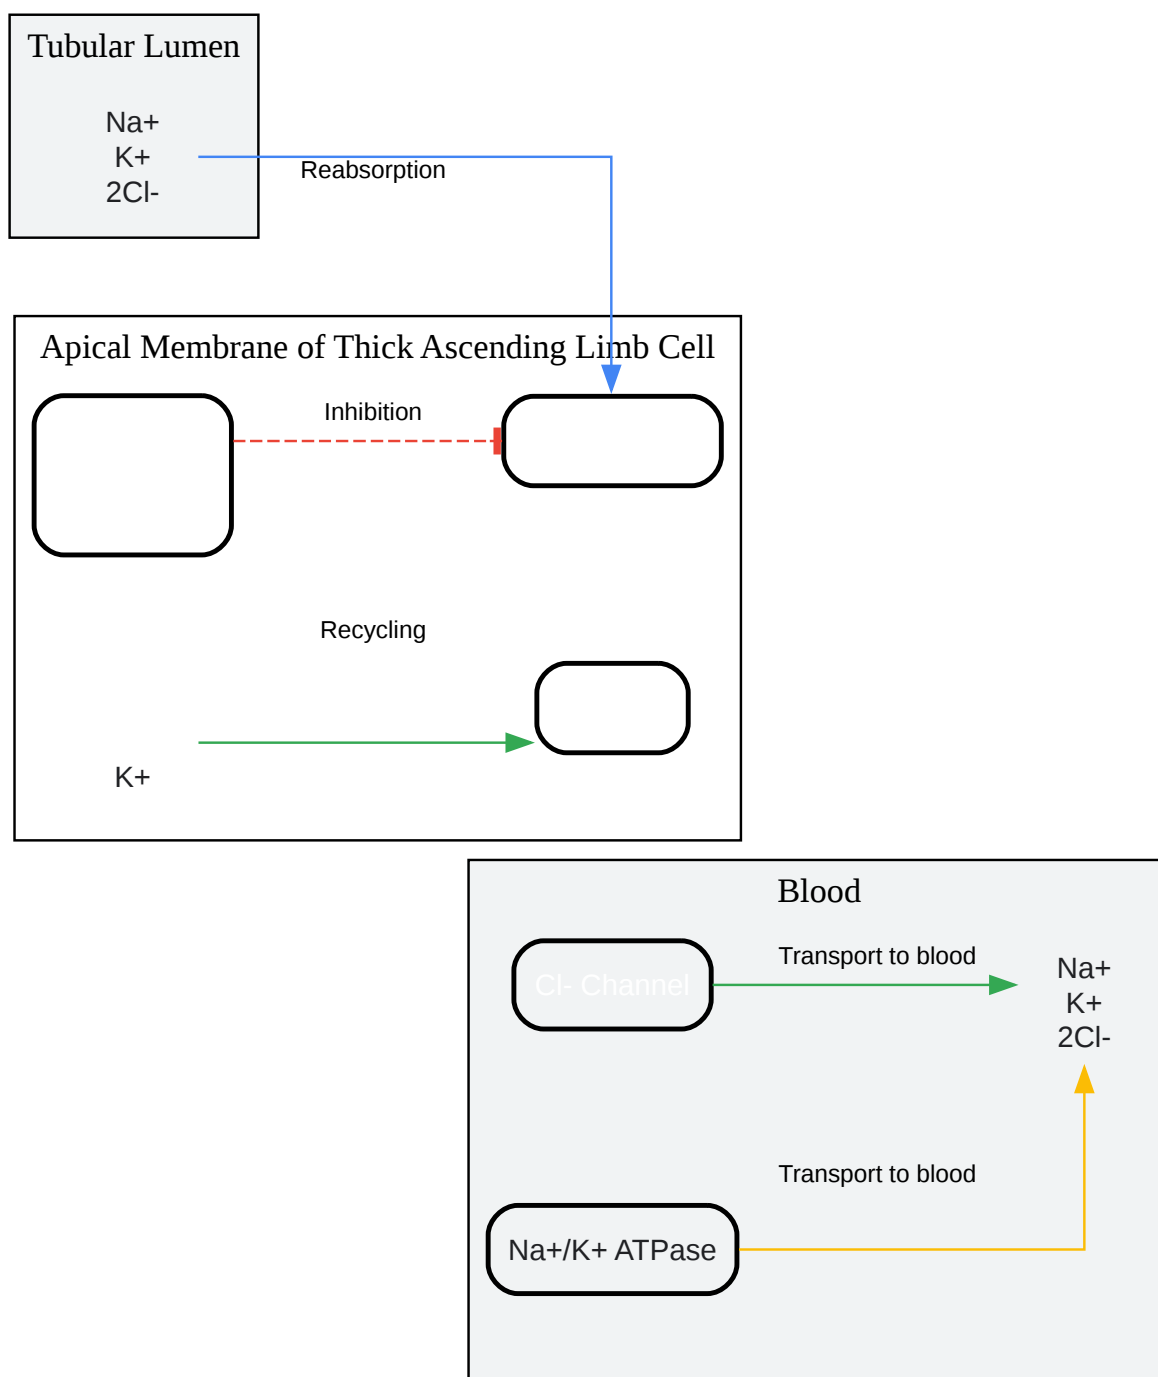 Tubular Lumen
Na+
K+
2Cl-
Reabsorption
Apical Membrane of Thick Ascending Limb Cell
Inhibition
Recycling
K+
Blood
Cl- Channel
Transport to blood
Na+
K+
2Cl-
Transport to blood
Na+/K+ ATPase